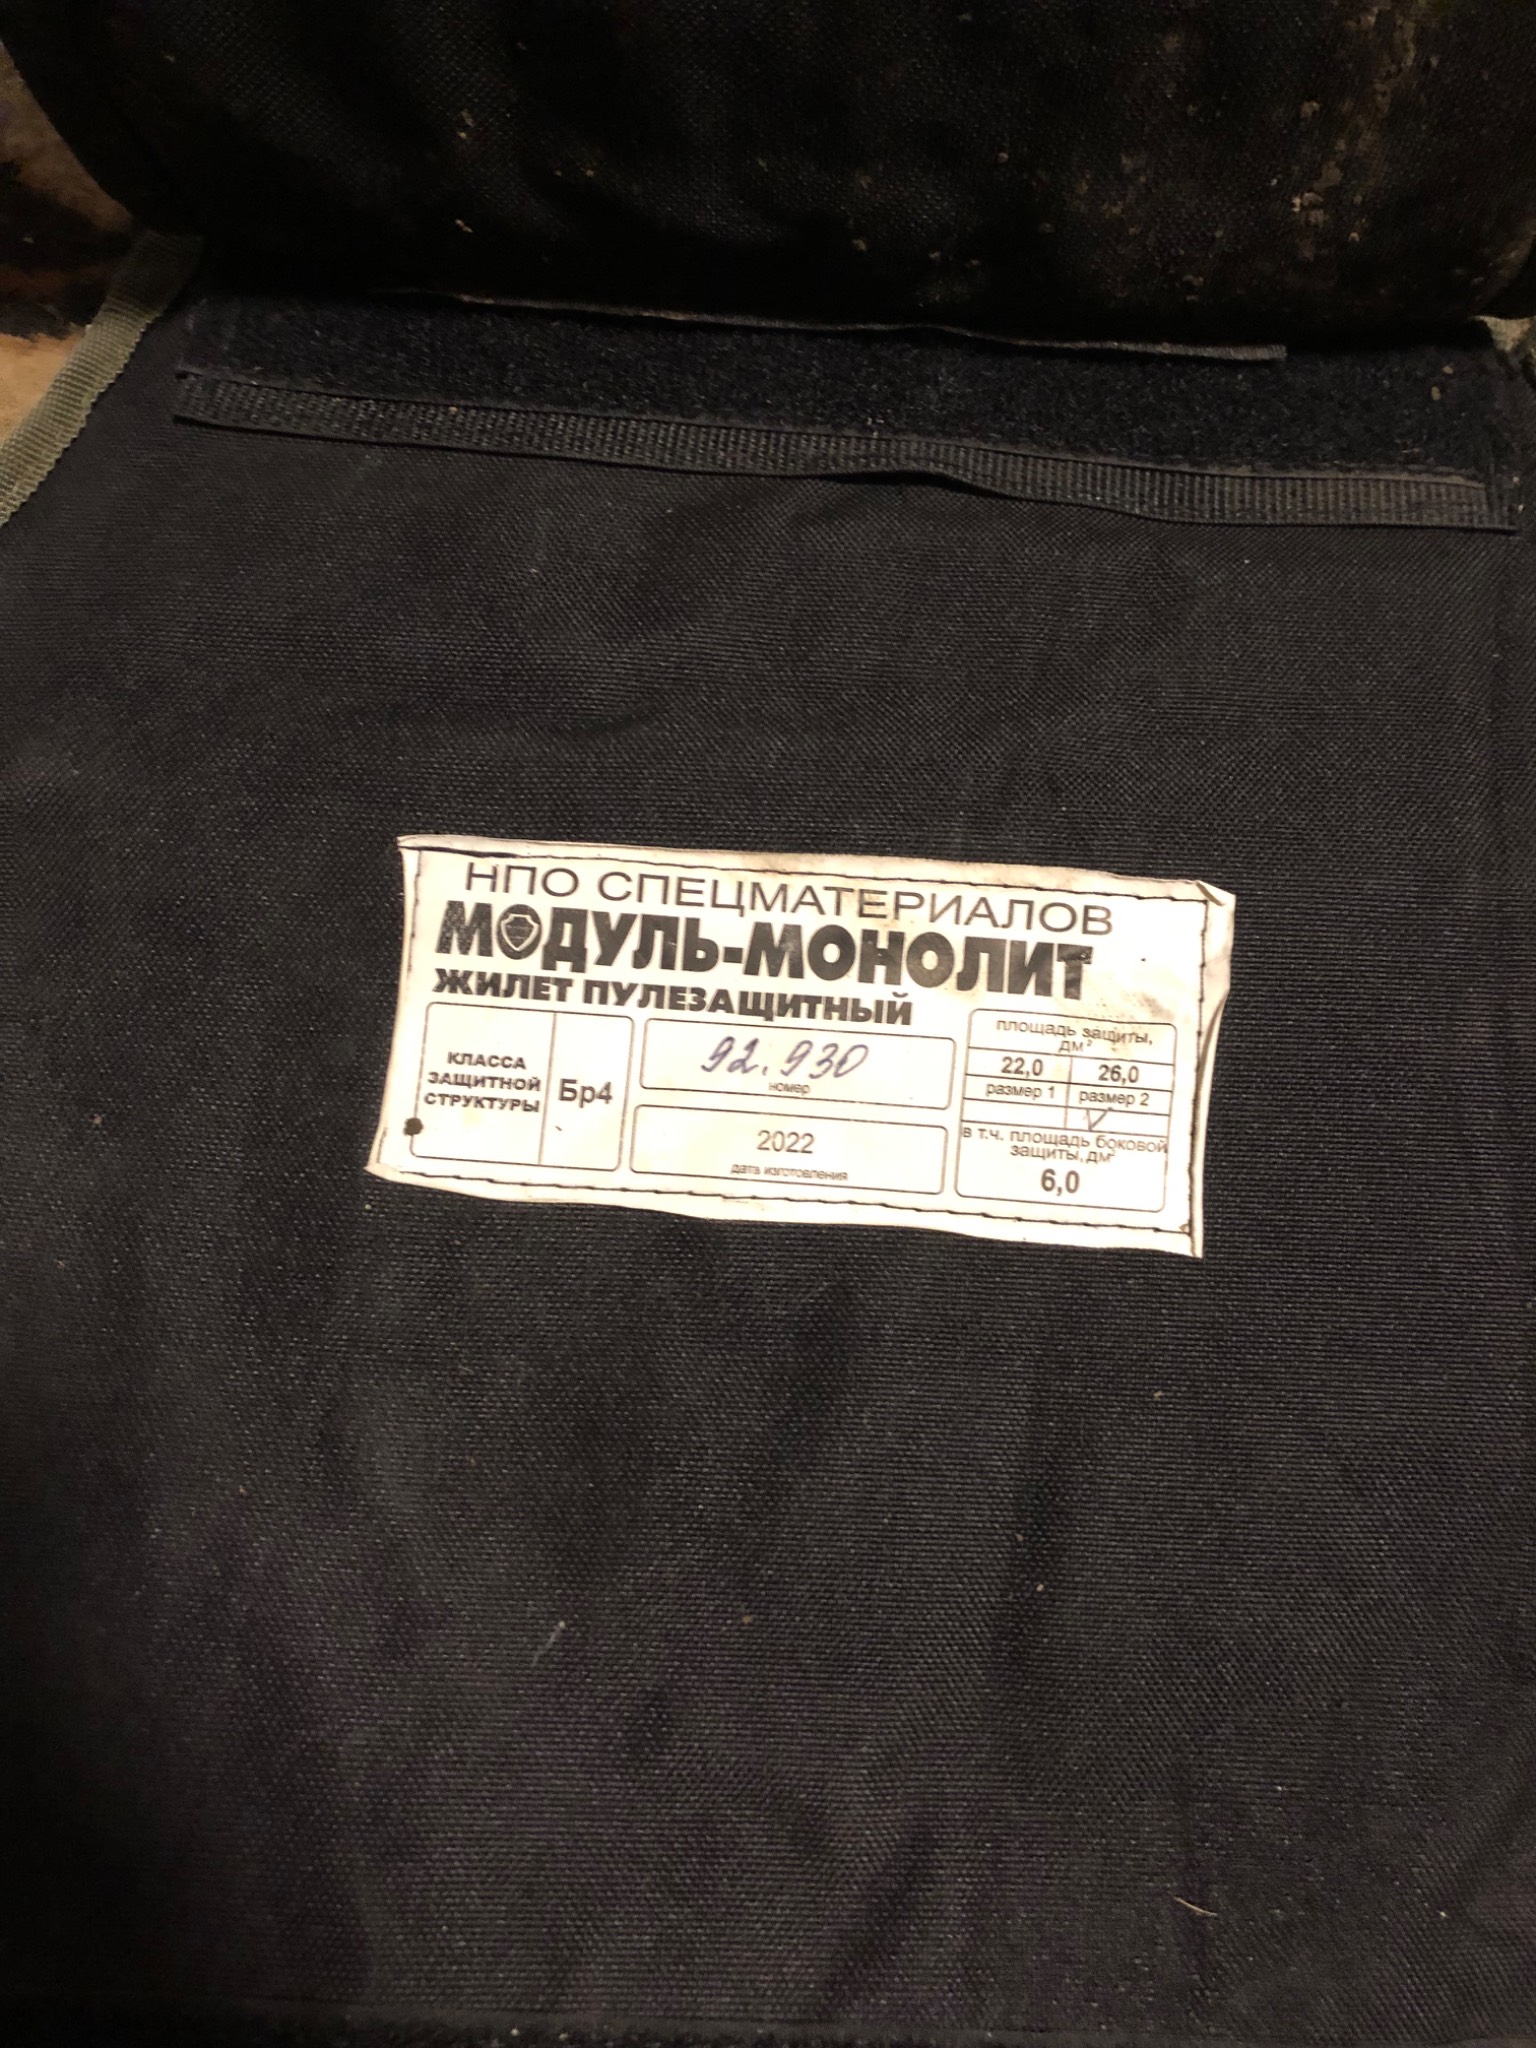 НПО СПЕЦМАТЕРИАЛОВ
МОДУЛЬ-МОНОЛИТ
ЖИЛЕТ ПУЛЕЗАЩИТНЫЙ
КЛАССА
ЗАЩИТНОЙ
СТРУКТУРЫ
Бр4
92.930
номер
2022
дата изготовления
площадь защиты,
дм²
22,0 26,0
размер 1 размер 2
в т.ч. площадь боковой
защиты, дм²
6,0